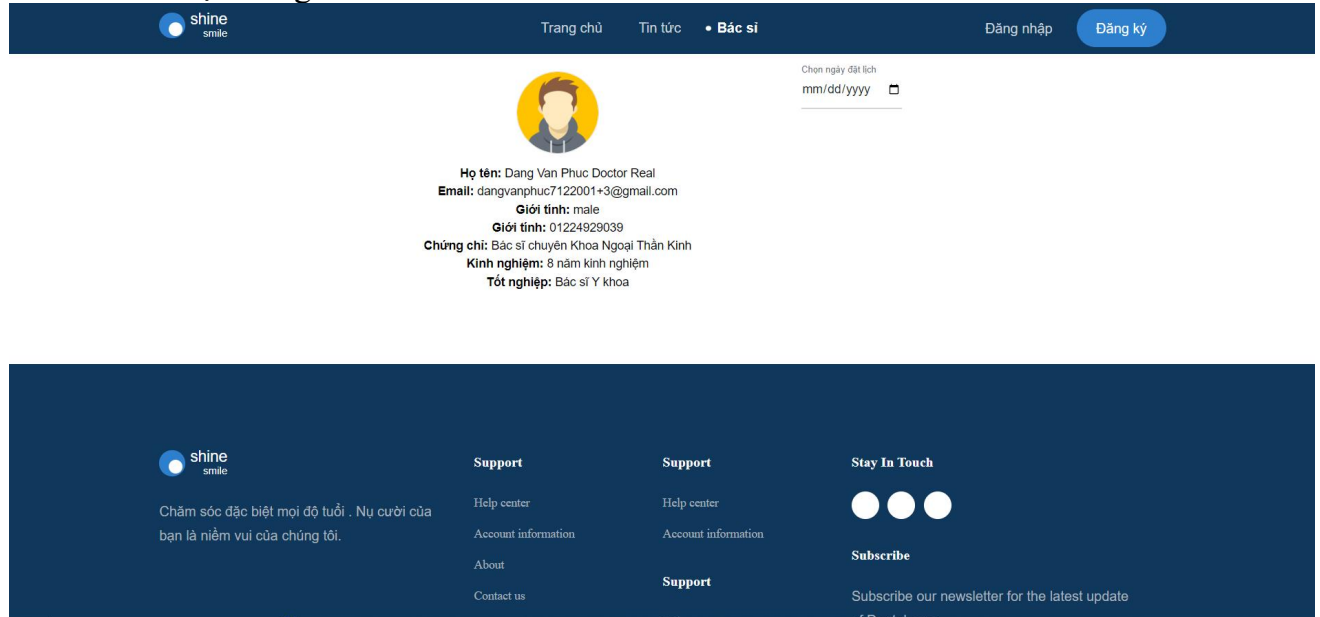 shine
smile
Trang chủ
Tin tức
• Bác sĩ
Đăng nhập
Đăng ký
Chọn ngày đặt lịch
mm/dd/yyyy
Họ tên: Dang Van Phuc Doctor Real
Email: dangvanphuc7122001+3@gmail.com
Giới tính: male
Giới tính: 01224929039
Chứng chỉ: Bác sĩ chuyên Khoa Ngoại Thần Kinh
Kinh nghiệm: 8 năm kinh nghiệm
Tốt nghiệp: Bác sĩ Y khoa
shine
smile
Chăm sóc đặc biệt mọi độ tuổi . Nụ cười của
bạn là niềm vui của chúng tôi.
Support
Help center
Account information
About
Contact us
Support
Help center
Account information
Support
Stay In Touch
Subscribe
Subscribe our newsletter for the latest update